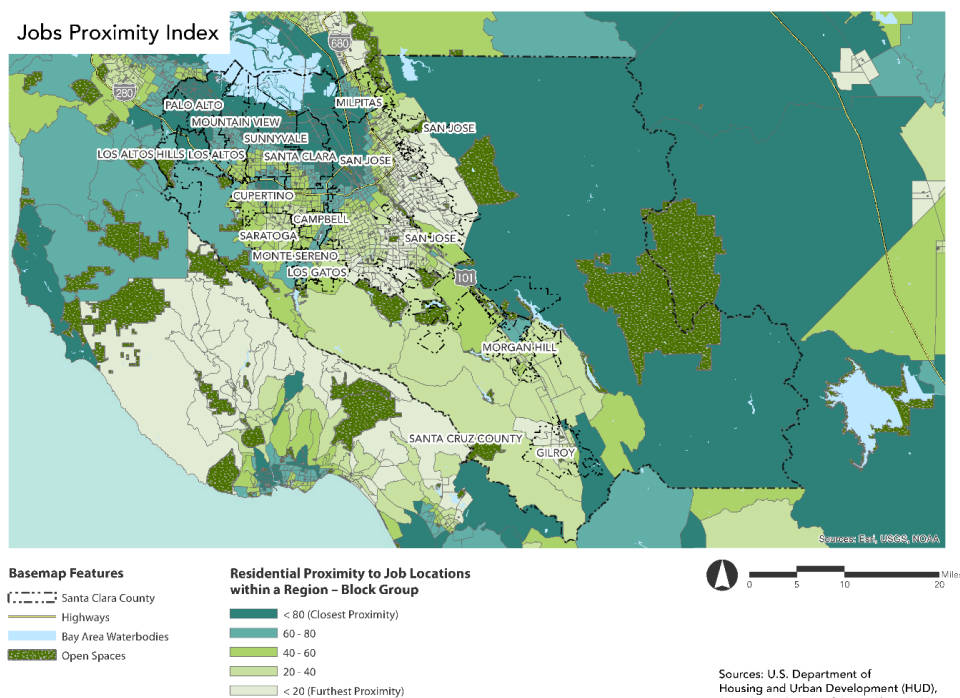 Jobs Proximity Index
680
280
PALO ALTO
MILPITAS
MOUNTAIN VIEW
SAN JOSE
SUNNYVALE
LOS ALTOS HILLS LOS ALTOS SANTA CLARA SAN JOSE
CUPERTINO
CAMPBELL
SARATOGA
SAN JOSE
MONTE SERENO
LOS GATOS
101
MORGAN HILL
SANTA CRUZ COUNTY
GILROY
Sources: Esri, USGS, NOAA
Basemap Features
Santa Clara County
Highways
Bay Area Waterbodies
Open Spaces
Residential Proximity to Job Locations
within a Region – Block Group
< 80 (Closest Proximity)
60 - 80
40 - 60
20 - 40
< 20 (Furthest Proximity)
0 5 10 20 Miles
Sources: U.S. Department of
Housing and Urban Development (HUD),